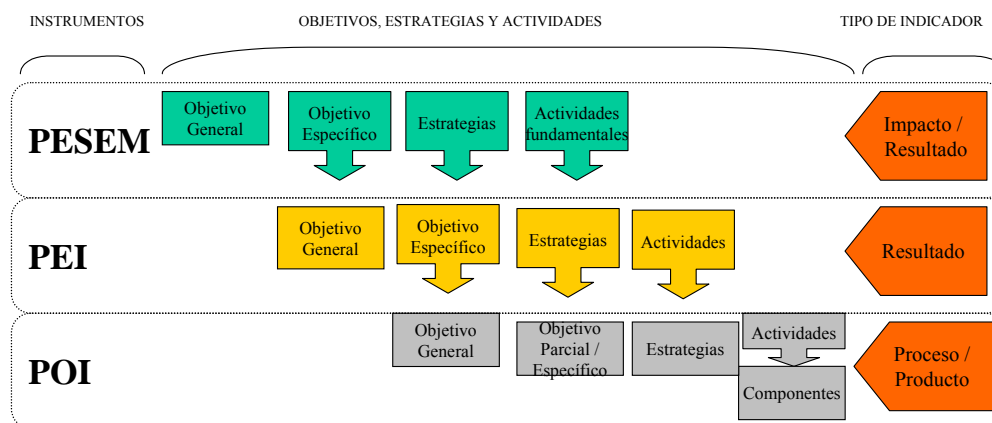 INSTRUMENTOS
OBJETIVOS, ESTRATEGIAS Y ACTIVIDADES
TIPO DE INDICADOR
PESEM
Objetivo
General
Objetivo
Específico
Estrategias
Actividades
fundamentales
Impacto /
Resultado
PEI
Objetivo
General
Objetivo
Específico
Estrategias
Actividades
Resultado
POI
Objetivo
General
Objetivo
Parcial /
Específico
Estrategias
Actividades
Componentes
Proceso /
Producto